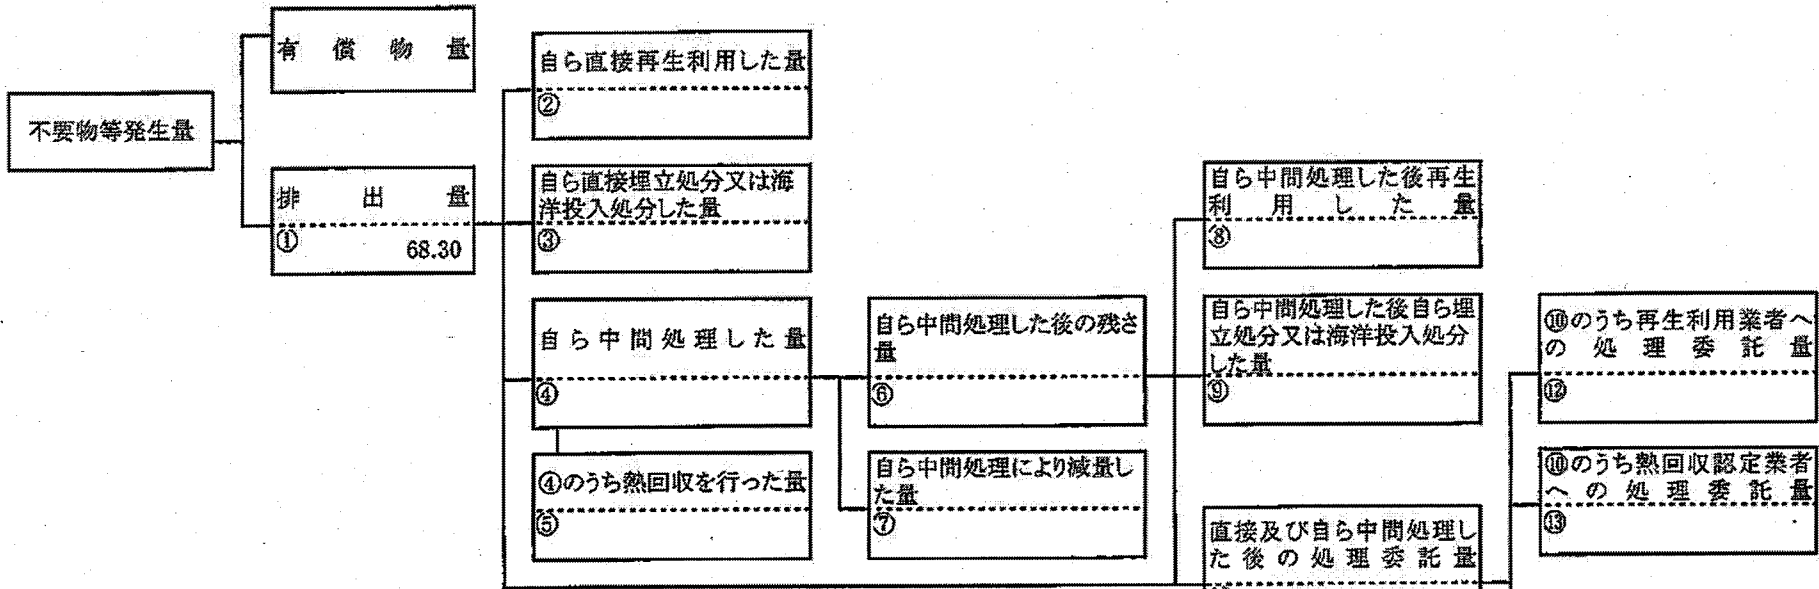 有償物量
不要物等発生量
排出量
①
68.30
自ら直接再生利用した量
②
自ら直接埋立処分又は海
洋投入処分した量
③
自ら中間処理した量
④
④のうち熱回収を行った量
⑤
自ら中間処理した後の残さ
量
⑥
自ら中間処理により減量し
た量
⑦
自ら中間処理した後再生
利用した量
⑧
自ら中間処理した後自ら埋
立処分又は海洋投入処分
した量
⑨
直接及び自ら中間処理し
た後の処理委託量
⑩のうち再生利用業者へ
の処理委託量
⑫
⑩のうち熱回収認定業者
への処理委託量
⑬